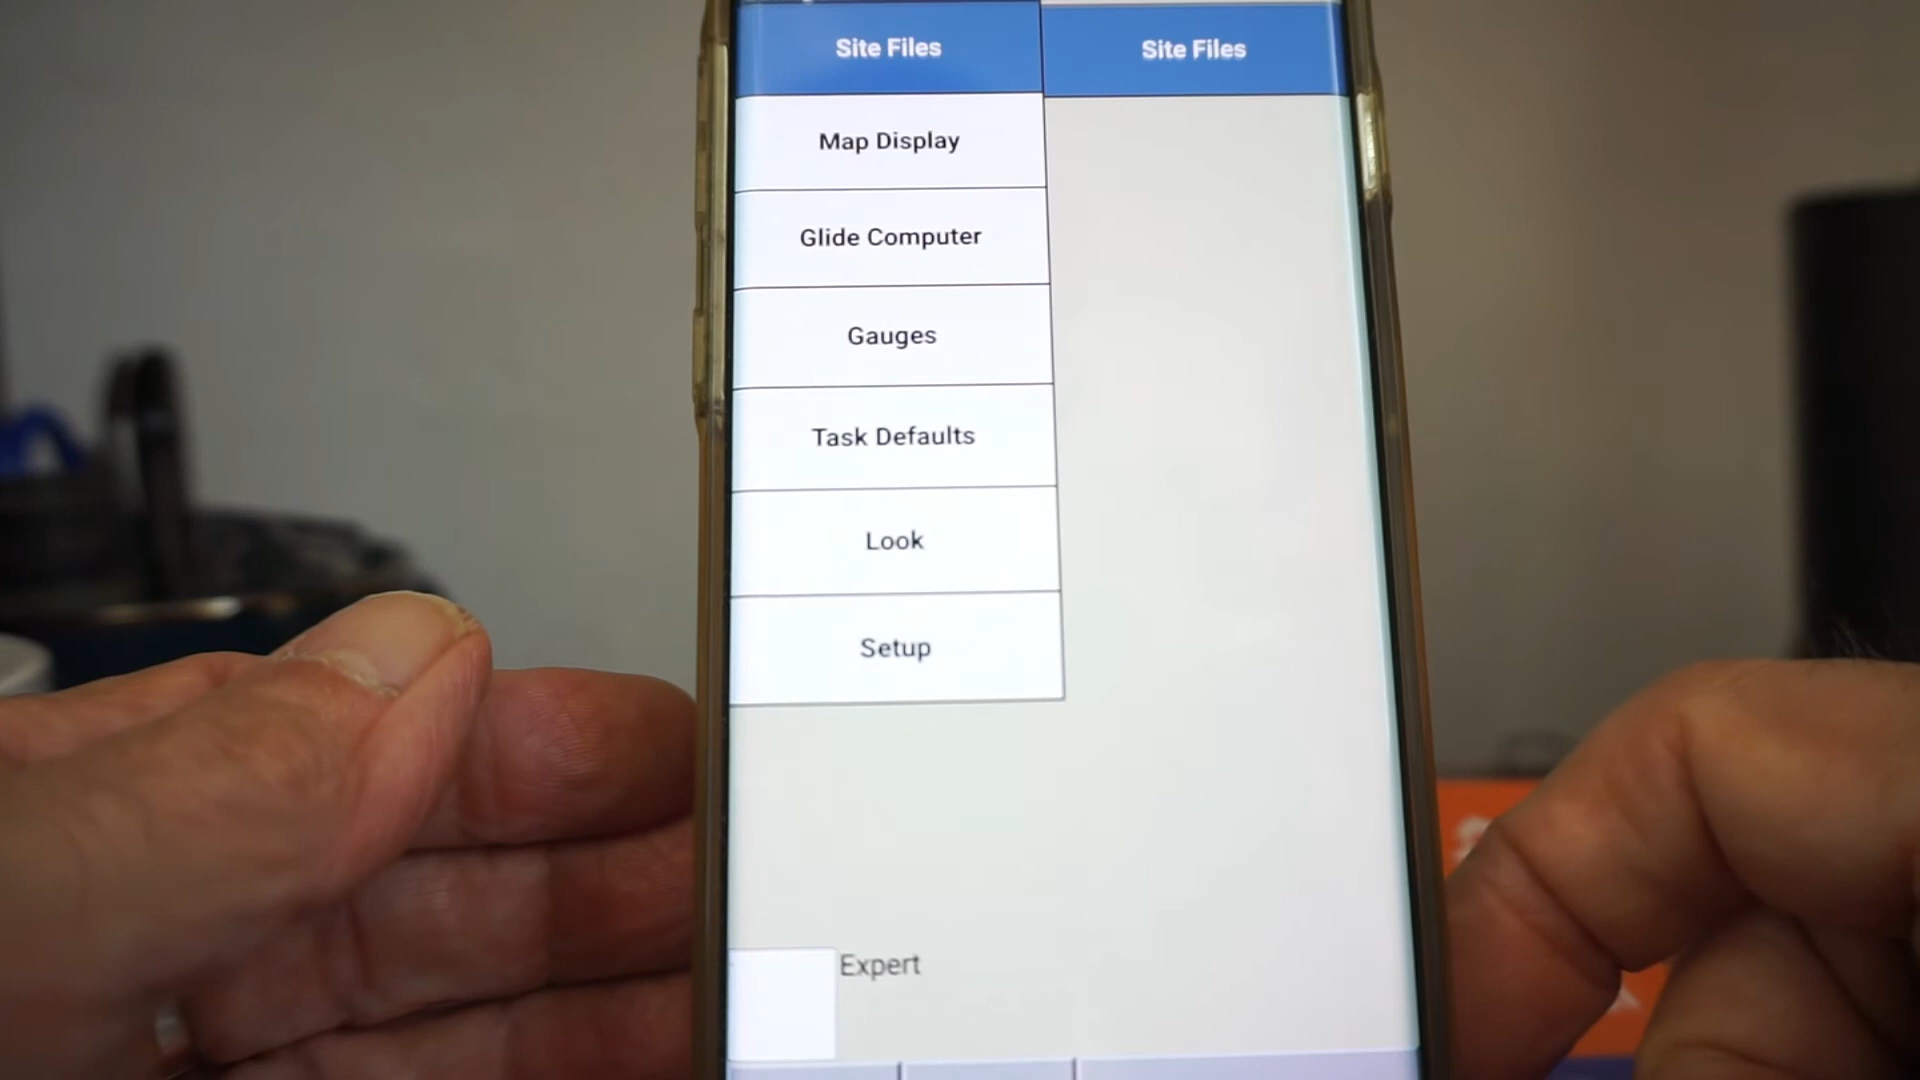 Site Files
Site Files
Map Display
Glide Computer
Gauges
Task Defaults
Look
Setup
Expert